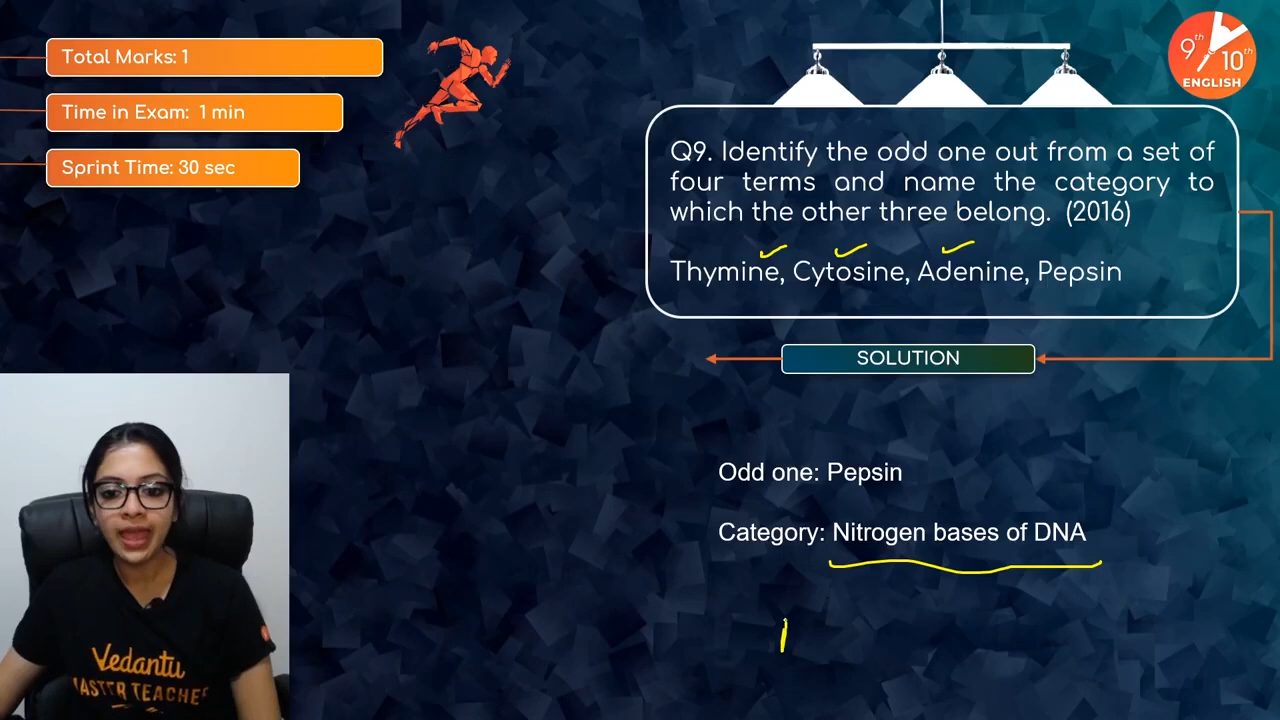 Total Marks: 1
Time in Exam: 1 min
Sprint Time: 30 sec
9th 10th
ENGLISH
Q9. Identify the odd one out from a set of
four terms and name the category to
which the other three belong. (2016)
Thymine, Cytosine, Adenine, Pepsin
SOLUTION
Odd one: Pepsin
Category: Nitrogen bases of DNA
Vedantu
MASTER TEACHER